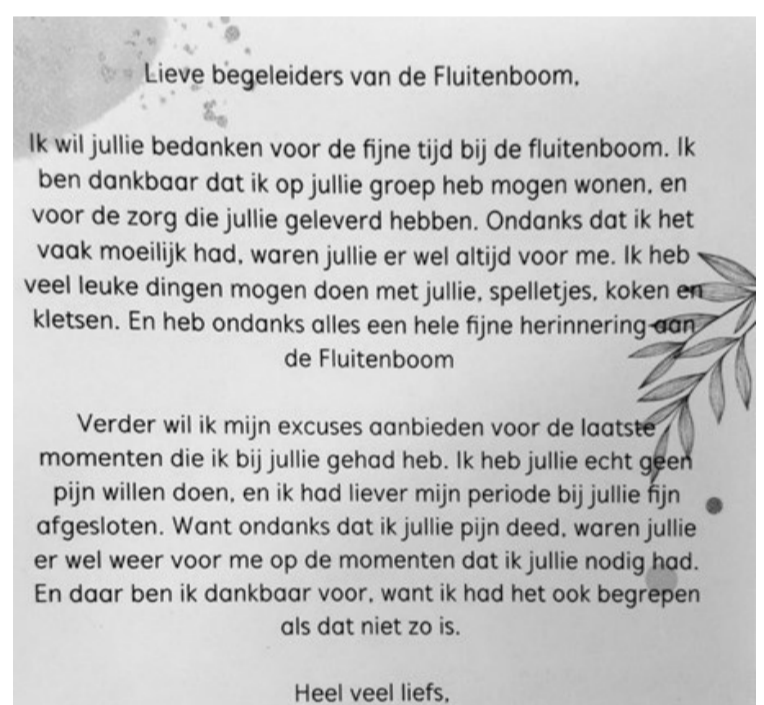 Lieve begeleiders van de Fluitenboom,
Ik wil jullie bedanken voor de fijne tijd bij de fluitenboom. Ik
ben dankbaar dat ik op jullie groep heb mogen wonen, en
voor de zorg die jullie geleverd hebben. Ondanks dat ik het
vaak moeilijk had, waren jullie er wel altijd voor me. Ik heb
veel leuke dingen mogen doen met jullie, spelletjes, koken en
kletsen. En heb ondanks alles een hele fijne herinnering aan
de Fluitenboom
Verder wil ik mijn excuses aanbieden voor de laatste
momenten die ik bij jullie gehad heb. Ik heb jullie echt geen
pijn willen doen, en ik had liever mijn periode bij jullie fijn
afgesloten. Want ondanks dat ik jullie pijn deed, waren jullie
er wel weer voor me op de momenten dat ik jullie nodig had.
En daar ben ik dankbaar voor, want ik had het ook begrepen
als dat niet zo is.
Heel veel liefs,